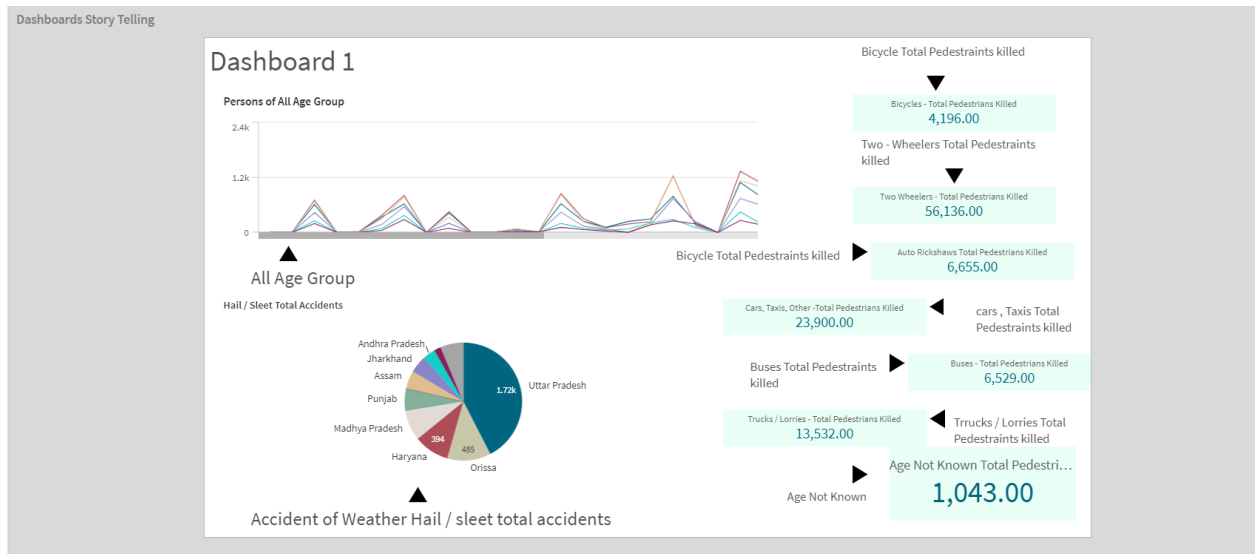 Dashboards Story Telling
Dashboard 1
Persons of All Age Group
2.4k
1.2k
0
All Age Group
Hail / Sleet Total Accidents
Andhra Pradesh
Jharkhand
Assam
Punjab
Madhya Pradesh
Haryana
Orissa
Uttar Pradesh
1.72k
485
394
Accident of Weather Hail / sleet total accidents
Bicycle Total Pedestraints killed
Bicycles - Total Pedestrians Killed
4,196.00
Two - Wheelers Total Pedestraints
killed
Two Wheelers - Total Pedestrians Killed
56,136.00
Bicycle Total Pedestraints killed
Auto Rickshaws Total Pedestrians Killed
6,655.00
Cars, Taxis, Other -Total Pedestrians Killed
23,900.00
cars , Taxis Total
Pedestraints killed
Buses Total Pedestraints
killed
Buses - Total Pedestrians Killed
6,529.00
Trucks / Lorries - Total Pedestrians Killed
13,532.00
Trrucks / Lorries Total
Pedestraints killed
Age Not Known
Age Not Known Total Pedestri...
1,043.00